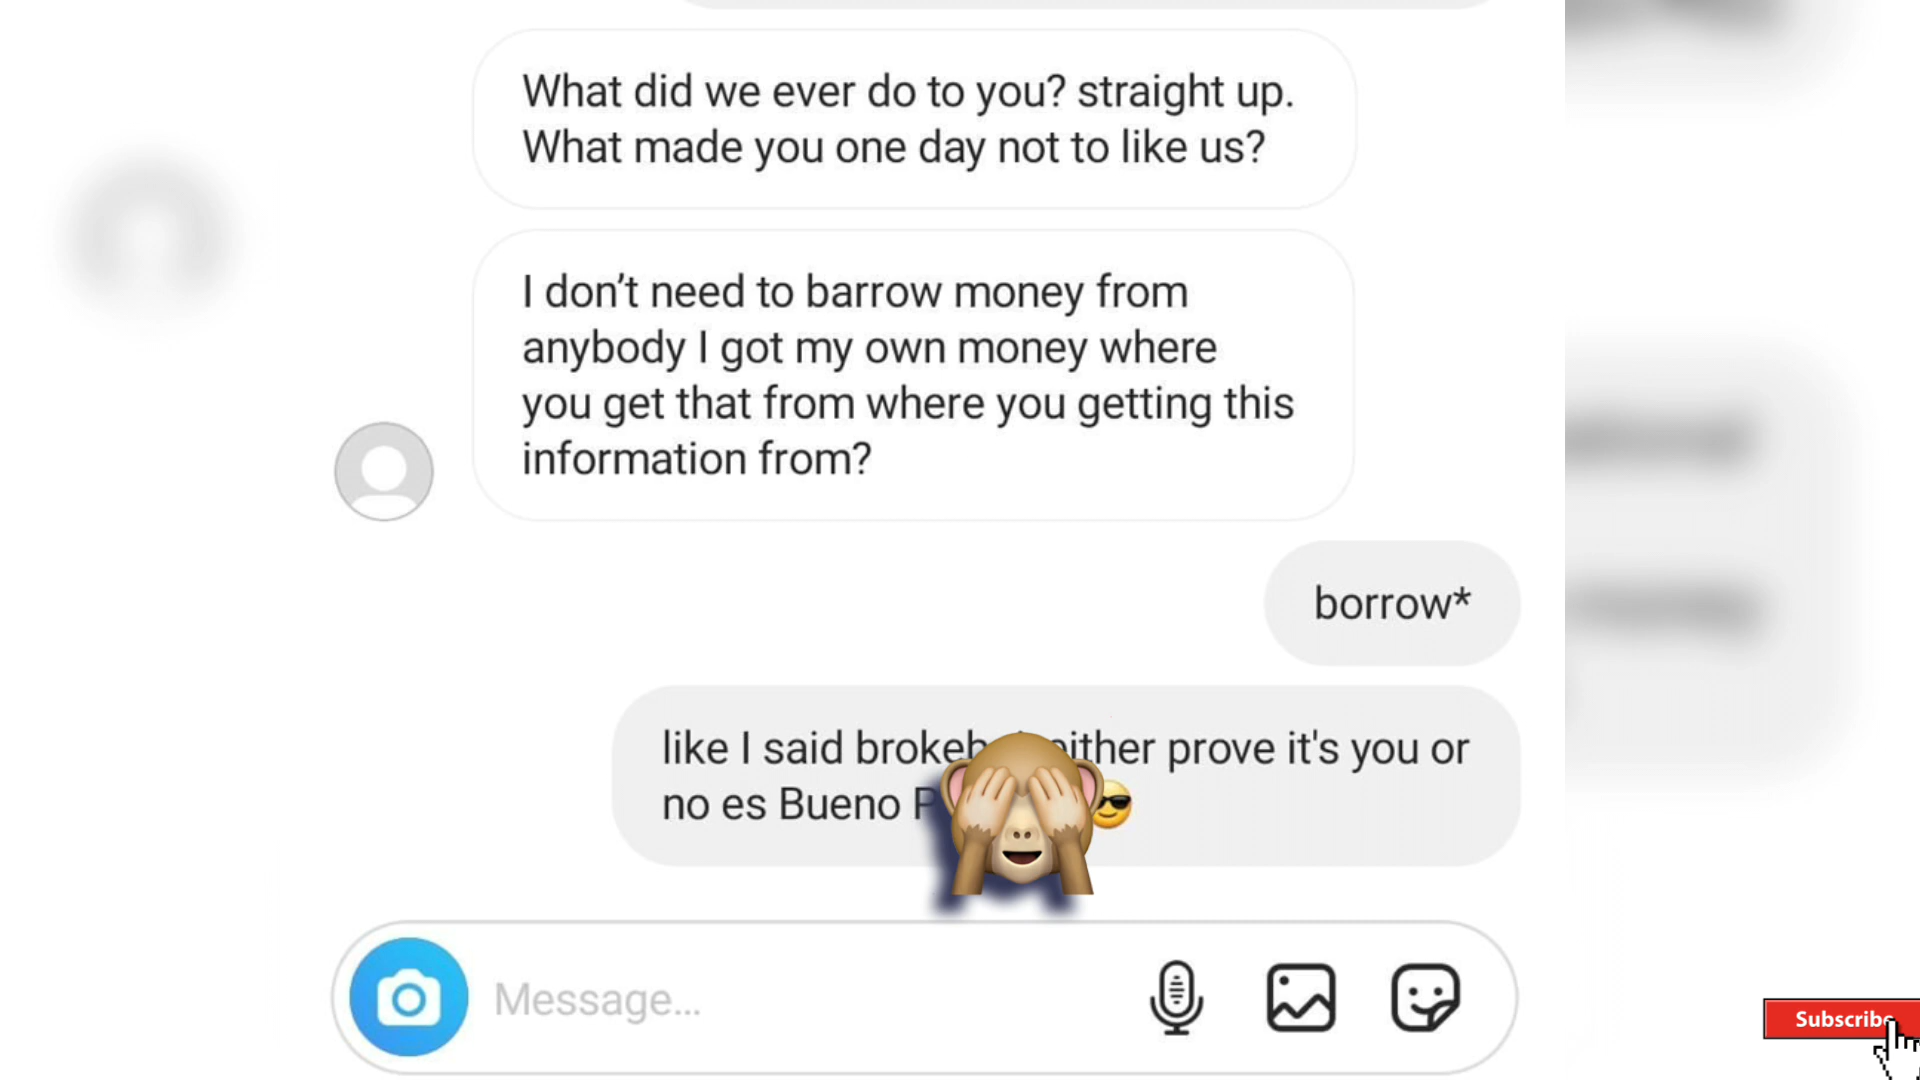 What did we ever do to you? straight up.
What made you one day not to like us?
I don’t need to barrow money from
anybody I got my own money where
you get that from where you getting this
information from?
borrow*
like I said either prove it's you or
no es Bueno
Message...
Subscribe